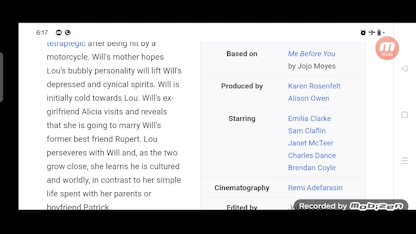 6:17
tetraplegic after being hit by a
motorcycle. Will's mother hopes
Lou's bubbly personality will lift Will's
depressed and cynical spirits. Will is
initially cold towards Lou. Will's ex-
girlfriend Alicia visits and reveals
that she is going to marry Will's
former best friend Rupert. Lou
perseveres with Will and, as the two
grow close, she learns he is cultured
and worldly, in contrast to her simple
life spent with her parents or
boyfriend Patrick.
Based on
Me Before You
by Jojo Moyes
Produced by
Karen Rosenfelt
Alison Owen
Starring
Emilia Clarke
Sam Claflin
Janet McTeer
Charles Dance
Brendan Coyle
Cinematography
Remi Adefarasin
Edited by
Recorded by Mobizen